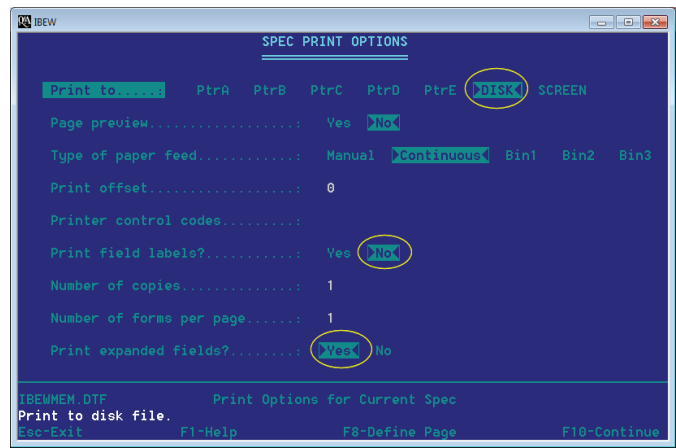 IBEW
SPEC PRINT OPTIONS
Print to.....: PtrA PtrB PtrC PtrD PtrE ►DISK◄ SCREEN
Page preview.................: Yes ►No◄
Type of paper feed...........: Manual ►Continuous◄ Bin1 Bin2 Bin3
Print offset.................: 0
Printer control codes........:
Print field labels?..........: Yes ►No◄
Number of copies.............: 1
Number of forms per page.....: 1
Print expanded fields?.......: ►Yes◄ No
IBEWMEM.DTF Print Options for Current Spec
Print to disk file.
Esc-Exit F1-Help F8-Define Page F10-Continue